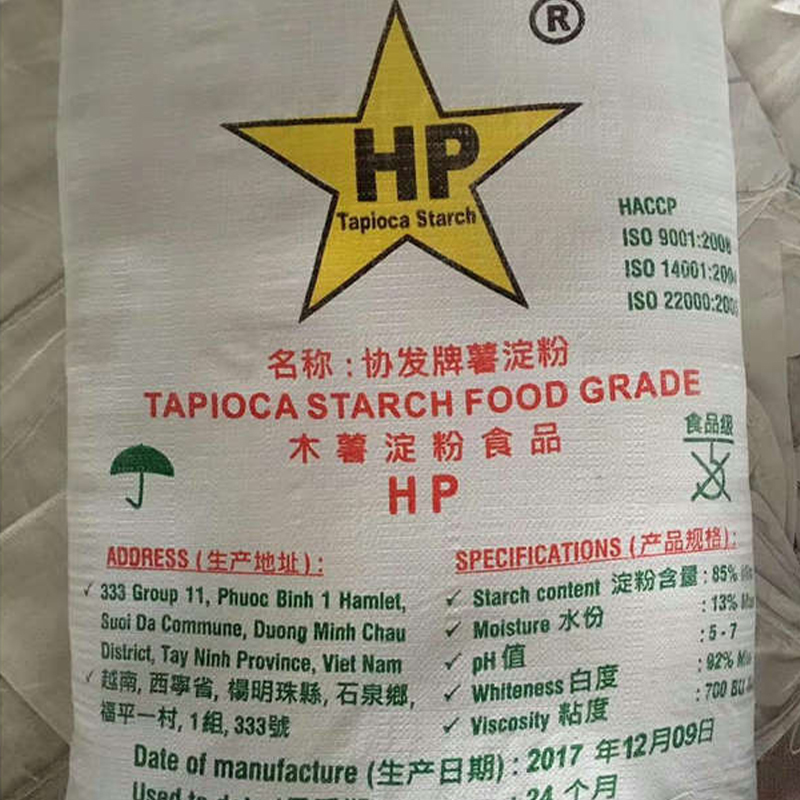 ®
HP
Tapioca Starch
HACCP
ISO 9001:2008
ISO 14001:2004
ISO 22000:2005
名称：协发牌薯淀粉
TAPIOCA STARCH FOOD GRADE
木薯淀粉食品
HP
食品级
ADDRESS (生产地址):
333 Group 11, Phuoc Binh 1 Hamlet,
Suoi Da Commune, Duong Minh Chau
District, Tay Ninh Province, Viet Nam
越南, 西寧省, 楊明珠縣, 石泉鄉,
福平一村, 1組, 333號
SPECIFICATIONS (产品规格):
Starch content 淀粉含量 : 85%
Moisture 水份 : 13%
pH 值 : 5 - 7
Whiteness 白度 : 92%
Viscosity 粘度 : 700 BU
Date of manufacture (生产日期) : 2017 年12月09日
Used to : 24 个月